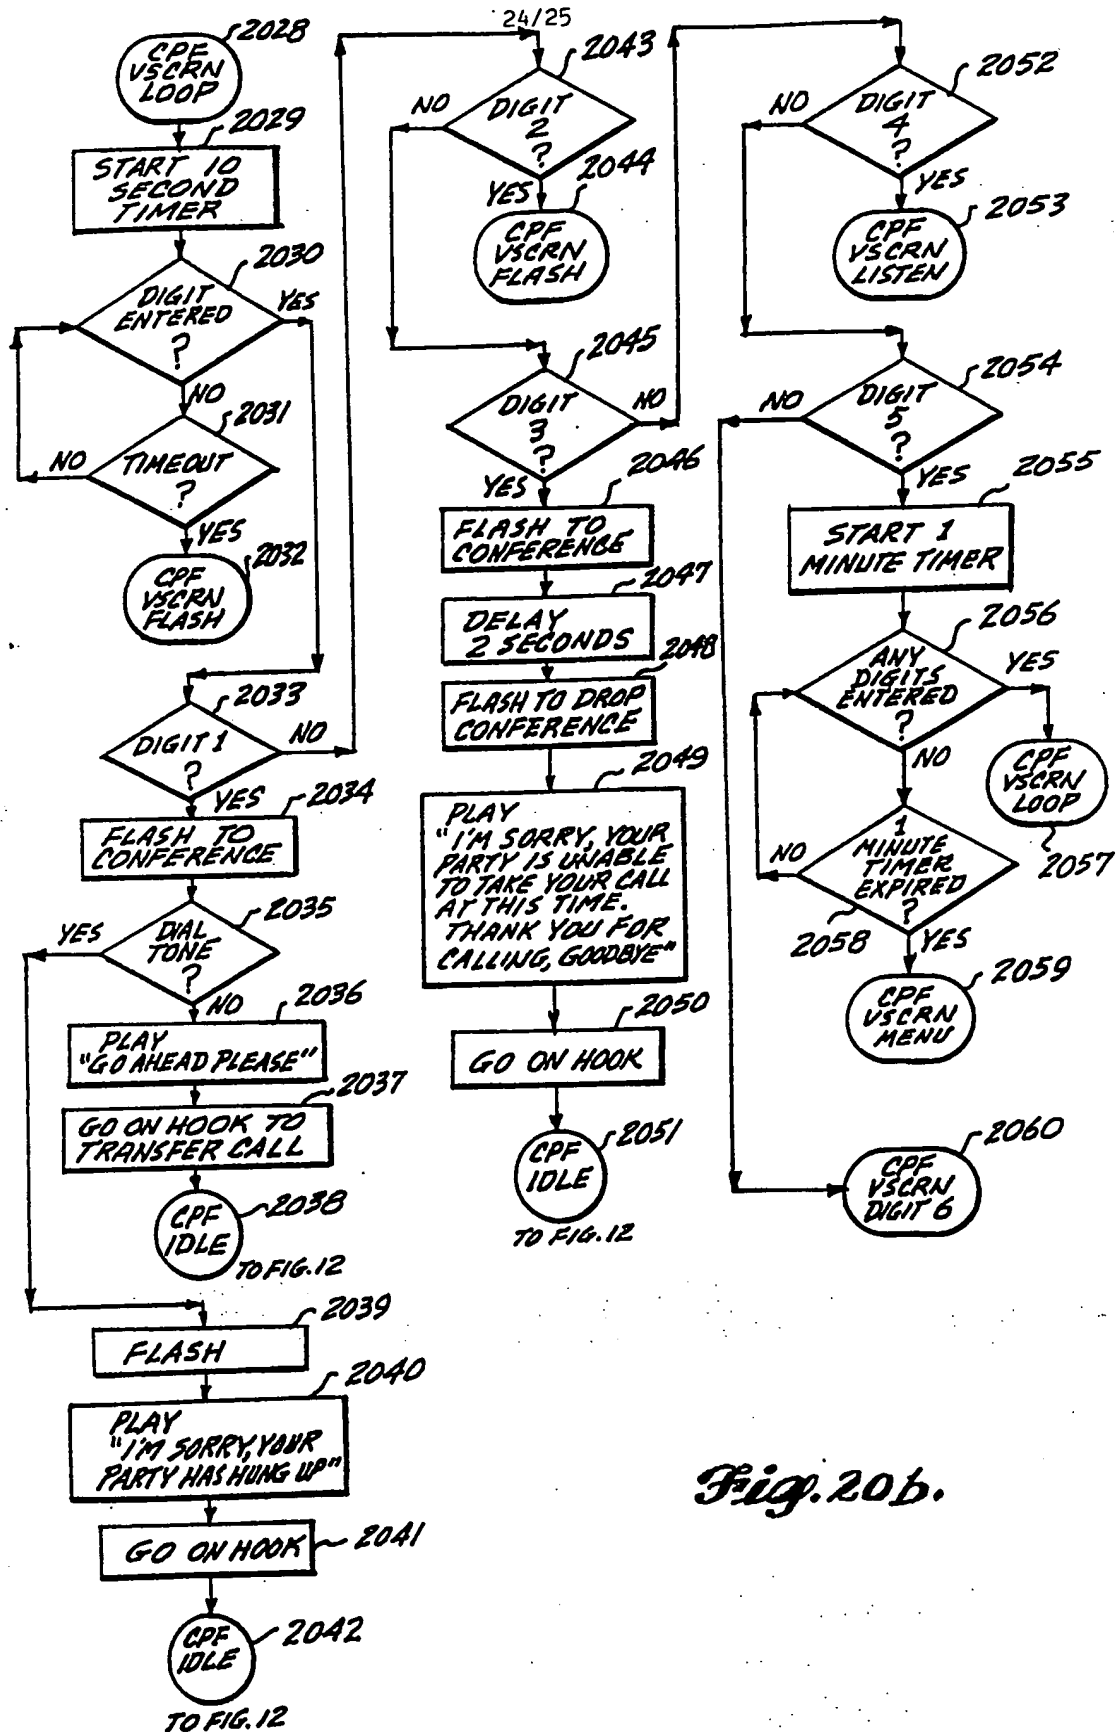 24/25
CPF
VSCRN
LOOP
2028
START 10
SECOND
TIMER
2029
DIGIT
ENTERED
?
2030
YES
NO
TIMEOUT
?
2031
NO
YES
CPF
VSCRN
FLASH
2032
DIGIT 1
?
2033
NO
YES
FLASH TO
CONFERENCE
2034
DIAL
TONE
?
2035
YES
NO
PLAY
"GO AHEAD PLEASE"
2036
GO ON HOOK TO
TRANSFER CALL
2037
CPF
IDLE
2038
TO FIG. 12
FLASH
2039
PLAY
"I'M SORRY, YOUR
PARTY HAS HUNG UP"
2040
GO ON HOOK
2041
CPF
IDLE
2042
TO FIG. 12
DIGIT
2
?
2043
NO
YES
CPF
VSCRN
FLASH
2044
DIGIT
3
?
2045
NO
YES
FLASH TO
CONFERENCE
2046
DELAY
2 SECONDS
2047
FLASH TO DROP
CONFERENCE
2048
PLAY
"I'M SORRY, YOUR
PARTY IS UNABLE
TO TAKE YOUR CALL
AT THIS TIME.
THANK YOU FOR
CALLING, GOODBYE"
2049
GO ON HOOK
2050
CPF
IDLE
2051
TO FIG. 12
DIGIT
4
?
2052
NO
YES
CPF
VSCRN
LISTEN
2053
DIGIT
5
?
2054
NO
YES
START 1
MINUTE TIMER
2055
ANY
DIGITS
ENTERED
?
2056
YES
NO
CPF
VSCRN
LOOP
2057
1
MINUTE
TIMER
EXPIRED
?
2058
NO
YES
CPF
VSCRN
MENU
2059
CPF
VSCRN
DIGIT 6
2060
Fig. 20b.